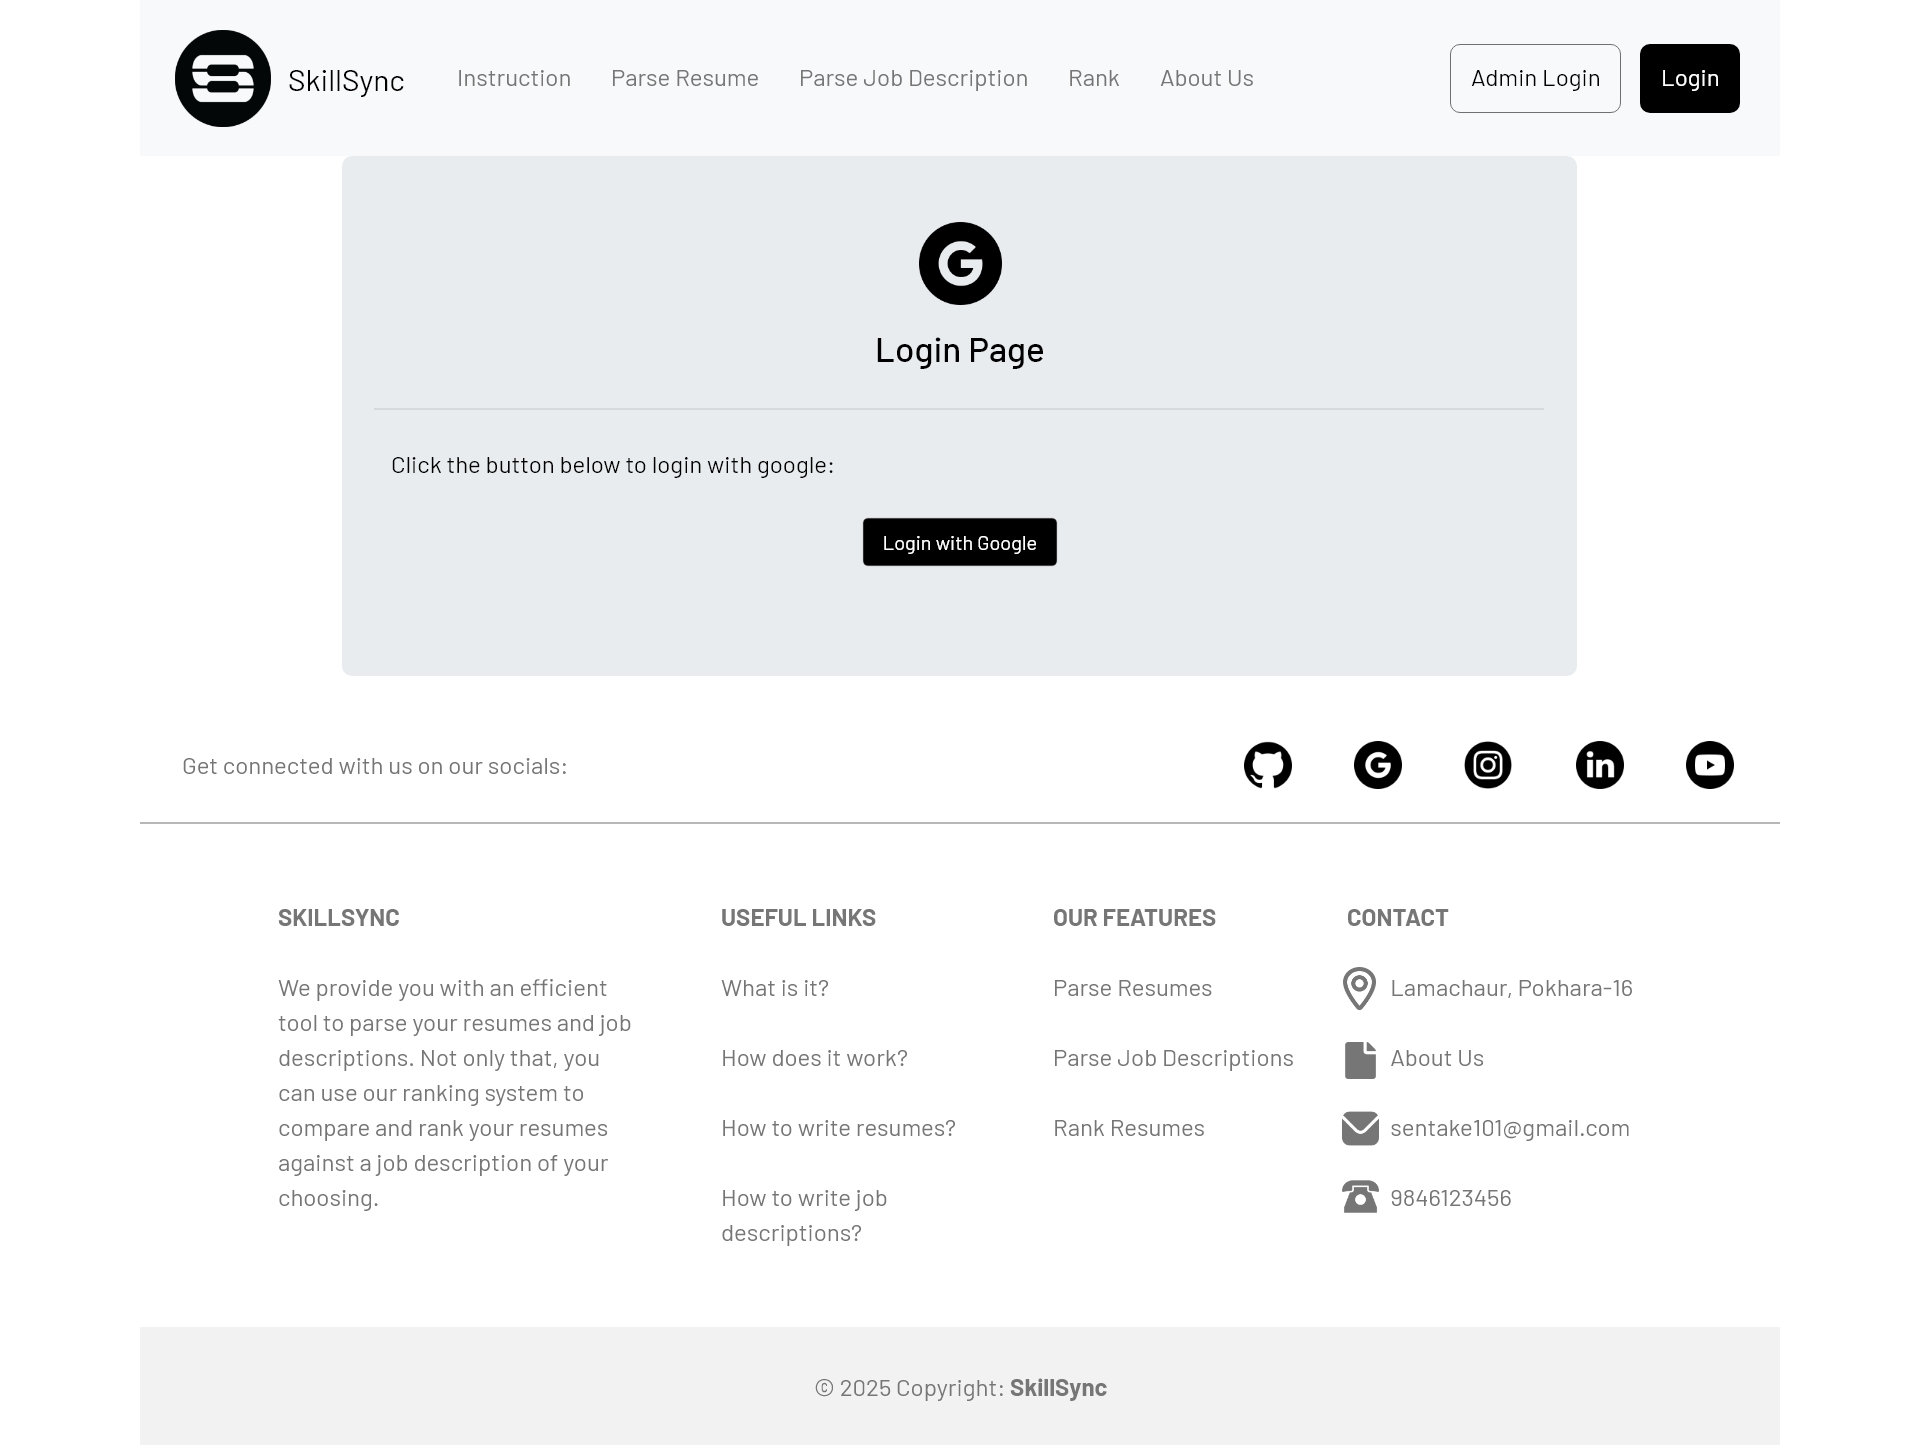 SkillSync
Instruction
Parse Resume
Parse Job Description
Rank
About Us
Admin Login
Login
Login Page
Click the button below to login with google:
Login with Google
Get connected with us on our socials:
SKILLSYNC
We provide you with an efficient
tool to parse your resumes and job
descriptions. Not only that, you
can use our ranking system to
compare and rank your resumes
against a job description of your
choosing.
USEFUL LINKS
What is it?
How does it work?
How to write resumes?
How to write job
descriptions?
OUR FEATURES
Parse Resumes
Parse Job Descriptions
Rank Resumes
CONTACT
Lamachaur, Pokhara-16
About Us
sentake101@gmail.com
9846123456
© 2025 Copyright: SkillSync